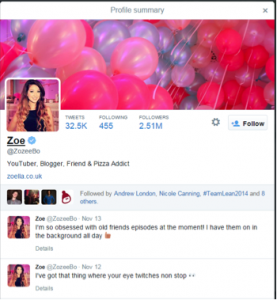 Profile summary
TWEETS FOLLOWING FOLLOWERS
32.5K 455 2.51M
Follow
Zoe
@ZozeeBo
YouTuber, Blogger, Friend & Pizza Addict
zoella.co.uk
Followed by Andrew London, Nicole Canning, #TeamLean2014 and 8
others.
Zoe @ZozeeBo · Nov 13
I'm so obsessed with old friends episodes at the moment! I have them on in
the background all day
Details
Zoe @ZozeeBo · Nov 12
I've got that thing where your eye twitches non stop
Details